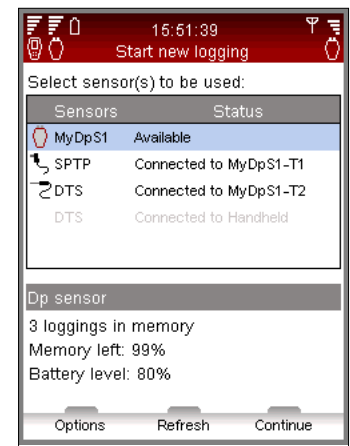 15:51:39
Start new logging
Select sensor(s) to be used:
Sensors Status
MyDpS1 Available
SPTP Connected to MyDpS1-T1
DTS Connected to MyDpS1-T2
DTS Connected to Handheld
Dp sensor
3 loggings in memory
Memory left: 99%
Battery level: 80%
Options Refresh Continue